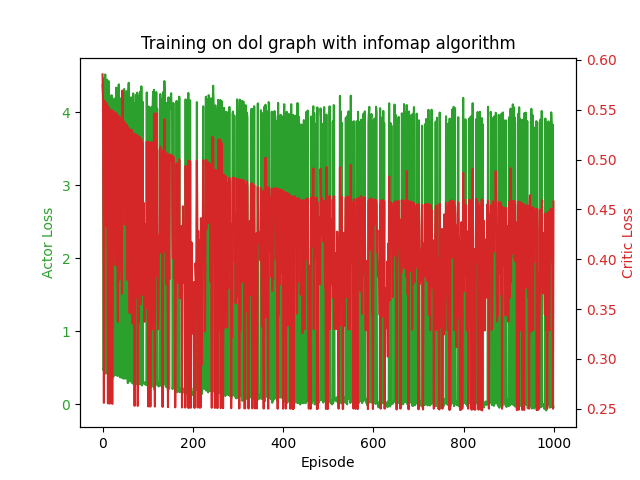 Training on dol graph with infomap algorithm
Actor Loss
4
3
2
1
0
0.60
0.55
0.50
0.45
0.40
0.35
0.30
0.25
Critic Loss
0 200 400 600 800 1000
Episode